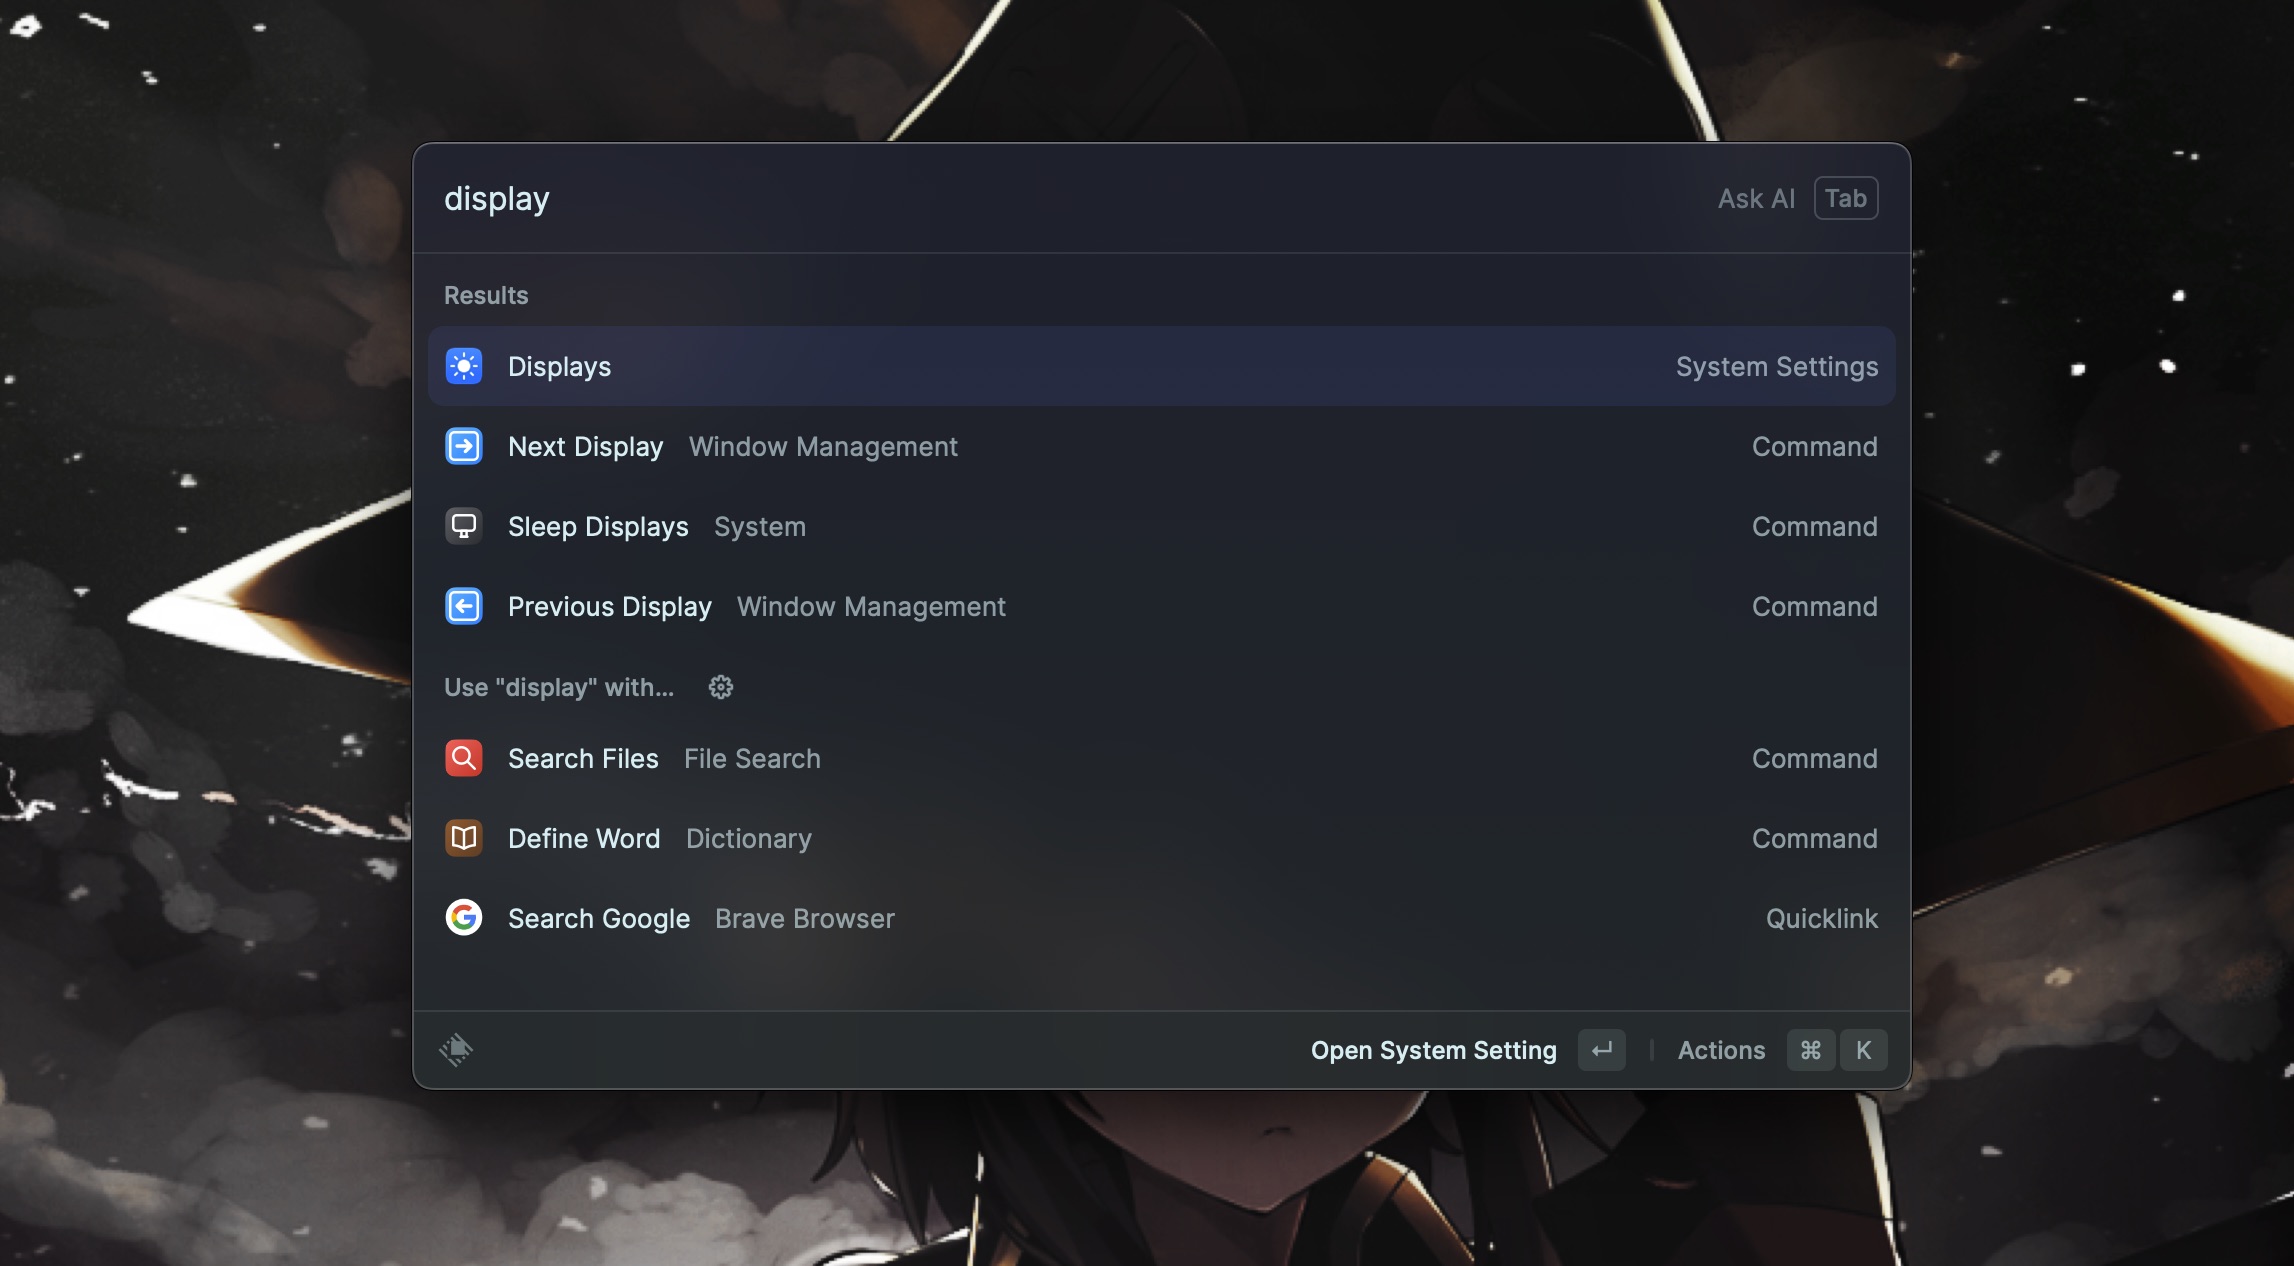 display Ask AI Tab
Results
Displays System Settings
Next Display Window Management Command
Sleep Displays System Command
Previous Display Window Management Command
Use "display" with...
Search Files File Search Command
Define Word Dictionary Command
Search Google Brave Browser Quicklink
Open System Setting ↵ Actions ⌘ K